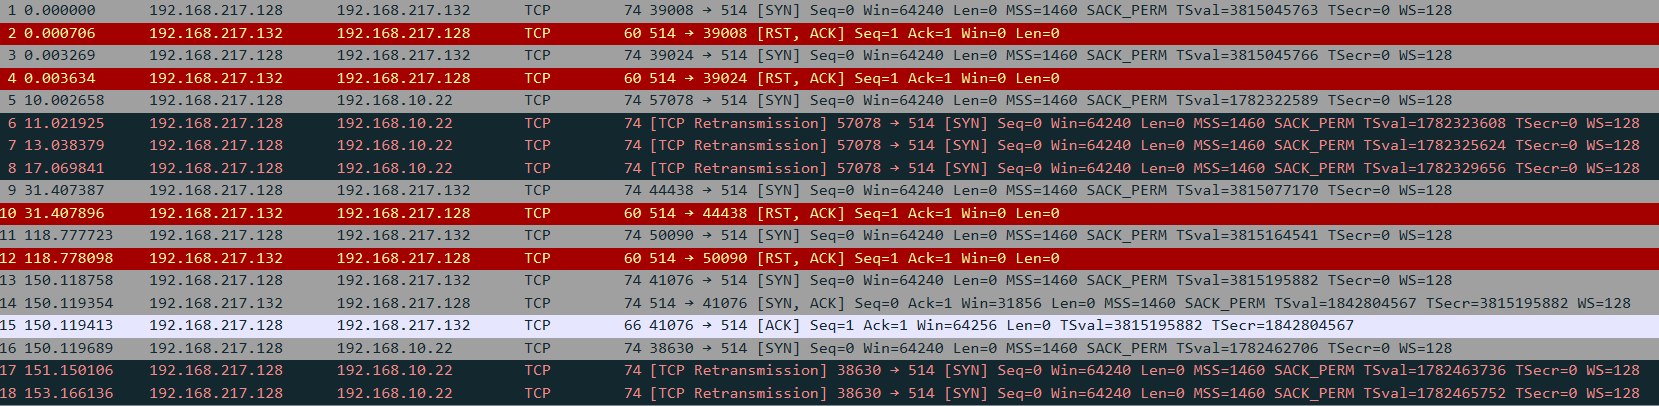 1 0.000000 192.168.217.128 192.168.217.132 TCP 74 39008 → 514 [SYN] Seq=0 Win=64240 Len=0 MSS=1460 SACK_PERM TSval=3815045763 TSecr=0 WS=128
2 0.000706 192.168.217.132 192.168.217.128 TCP 60 514 → 39008 [RST, ACK] Seq=1 Ack=1 Win=0 Len=0
3 0.003269 192.168.217.128 192.168.217.132 TCP 74 39024 → 514 [SYN] Seq=0 Win=64240 Len=0 MSS=1460 SACK_PERM TSval=3815045766 TSecr=0 WS=128
4 0.003634 192.168.217.132 192.168.217.128 TCP 60 514 → 39024 [RST, ACK] Seq=1 Ack=1 Win=0 Len=0
5 10.002658 192.168.217.128 192.168.10.22 TCP 74 57078 → 514 [SYN] Seq=0 Win=64240 Len=0 MSS=1460 SACK_PERM TSval=1782322589 TSecr=0 WS=128
6 11.021925 192.168.217.128 192.168.10.22 TCP 74 [TCP Retransmission] 57078 → 514 [SYN] Seq=0 Win=64240 Len=0 MSS=1460 SACK_PERM TSval=1782323608 TSecr=0 WS=128
7 13.038379 192.168.217.128 192.168.10.22 TCP 74 [TCP Retransmission] 57078 → 514 [SYN] Seq=0 Win=64240 Len=0 MSS=1460 SACK_PERM TSval=1782325624 TSecr=0 WS=128
8 17.069841 192.168.217.128 192.168.10.22 TCP 74 [TCP Retransmission] 57078 → 514 [SYN] Seq=0 Win=64240 Len=0 MSS=1460 SACK_PERM TSval=1782329656 TSecr=0 WS=128
9 31.407387 192.168.217.128 192.168.217.132 TCP 74 44438 → 514 [SYN] Seq=0 Win=64240 Len=0 MSS=1460 SACK_PERM TSval=3815077170 TSecr=0 WS=128
10 31.407896 192.168.217.132 192.168.217.128 TCP 60 514 → 44438 [RST, ACK] Seq=1 Ack=1 Win=0 Len=0
11 118.777723 192.168.217.128 192.168.217.132 TCP 74 50090 → 514 [SYN] Seq=0 Win=64240 Len=0 MSS=1460 SACK_PERM TSval=3815164541 TSecr=0 WS=128
12 118.778098 192.168.217.132 192.168.217.128 TCP 60 514 → 50090 [RST, ACK] Seq=1 Ack=1 Win=0 Len=0
13 150.118758 192.168.217.128 192.168.217.132 TCP 74 41076 → 514 [SYN] Seq=0 Win=64240 Len=0 MSS=1460 SACK_PERM TSval=3815195882 TSecr=0 WS=128
14 150.119354 192.168.217.132 192.168.217.128 TCP 74 514 → 41076 [SYN, ACK] Seq=0 Ack=1 Win=31856 Len=0 MSS=1460 SACK_PERM TSval=1842804567 TSecr=3815195882 WS=128
15 150.119413 192.168.217.128 192.168.217.132 TCP 66 41076 → 514 [ACK] Seq=1 Ack=1 Win=64256 Len=0 TSval=3815195882 TSecr=1842804567
16 150.119689 192.168.217.128 192.168.10.22 TCP 74 38630 → 514 [SYN] Seq=0 Win=64240 Len=0 MSS=1460 SACK_PERM TSval=1782462706 TSecr=0 WS=128
17 151.150106 192.168.217.128 192.168.10.22 TCP 74 [TCP Retransmission] 38630 → 514 [SYN] Seq=0 Win=64240 Len=0 MSS=1460 SACK_PERM TSval=1782463736 TSecr=0 WS=128
18 153.166136 192.168.217.128 192.168.10.22 TCP 74 [TCP Retransmission] 38630 → 514 [SYN] Seq=0 Win=64240 Len=0 MSS=1460 SACK_PERM TSval=1782465752 TSecr=0 WS=128